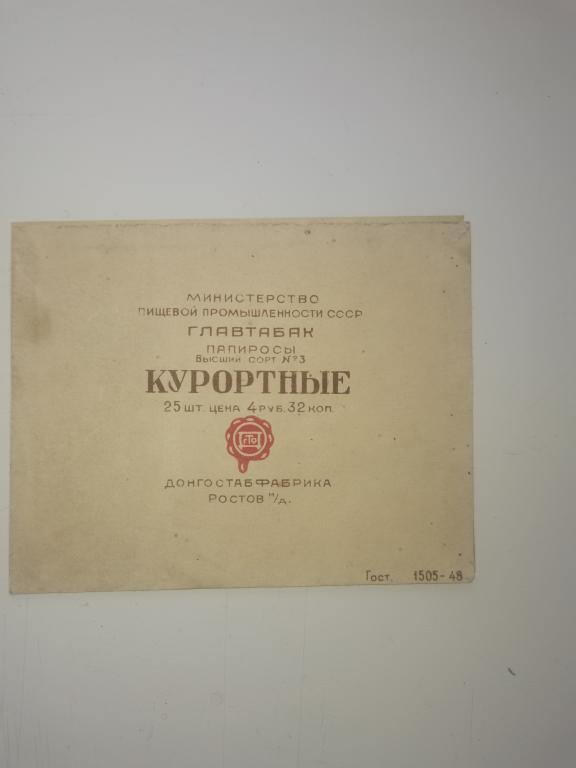 МИНИСТЕРСТВО
ПИЩЕВОЙ ПРОМЫШЛЕННОСТИ СССР
ГЛАВТАБАК
ПАПИРОСЫ
ВЫСШИЙ СОРТ №3
КУРОРТНЫЕ
25 ШТ. ЦЕНА 4 РУБ. 32 КОП.
ДОНГОСТАБФАБРИКА
РОСТОВ н/Д.
Гост. 1505-48